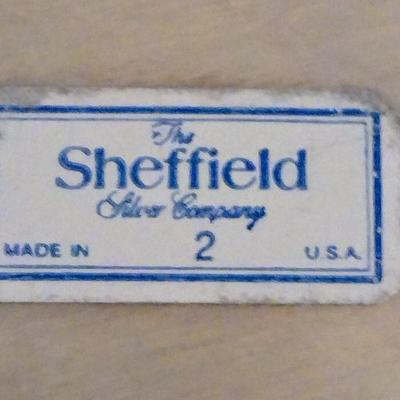 The
Sheffield
Silver Company
MADE IN 2 U.S.A.